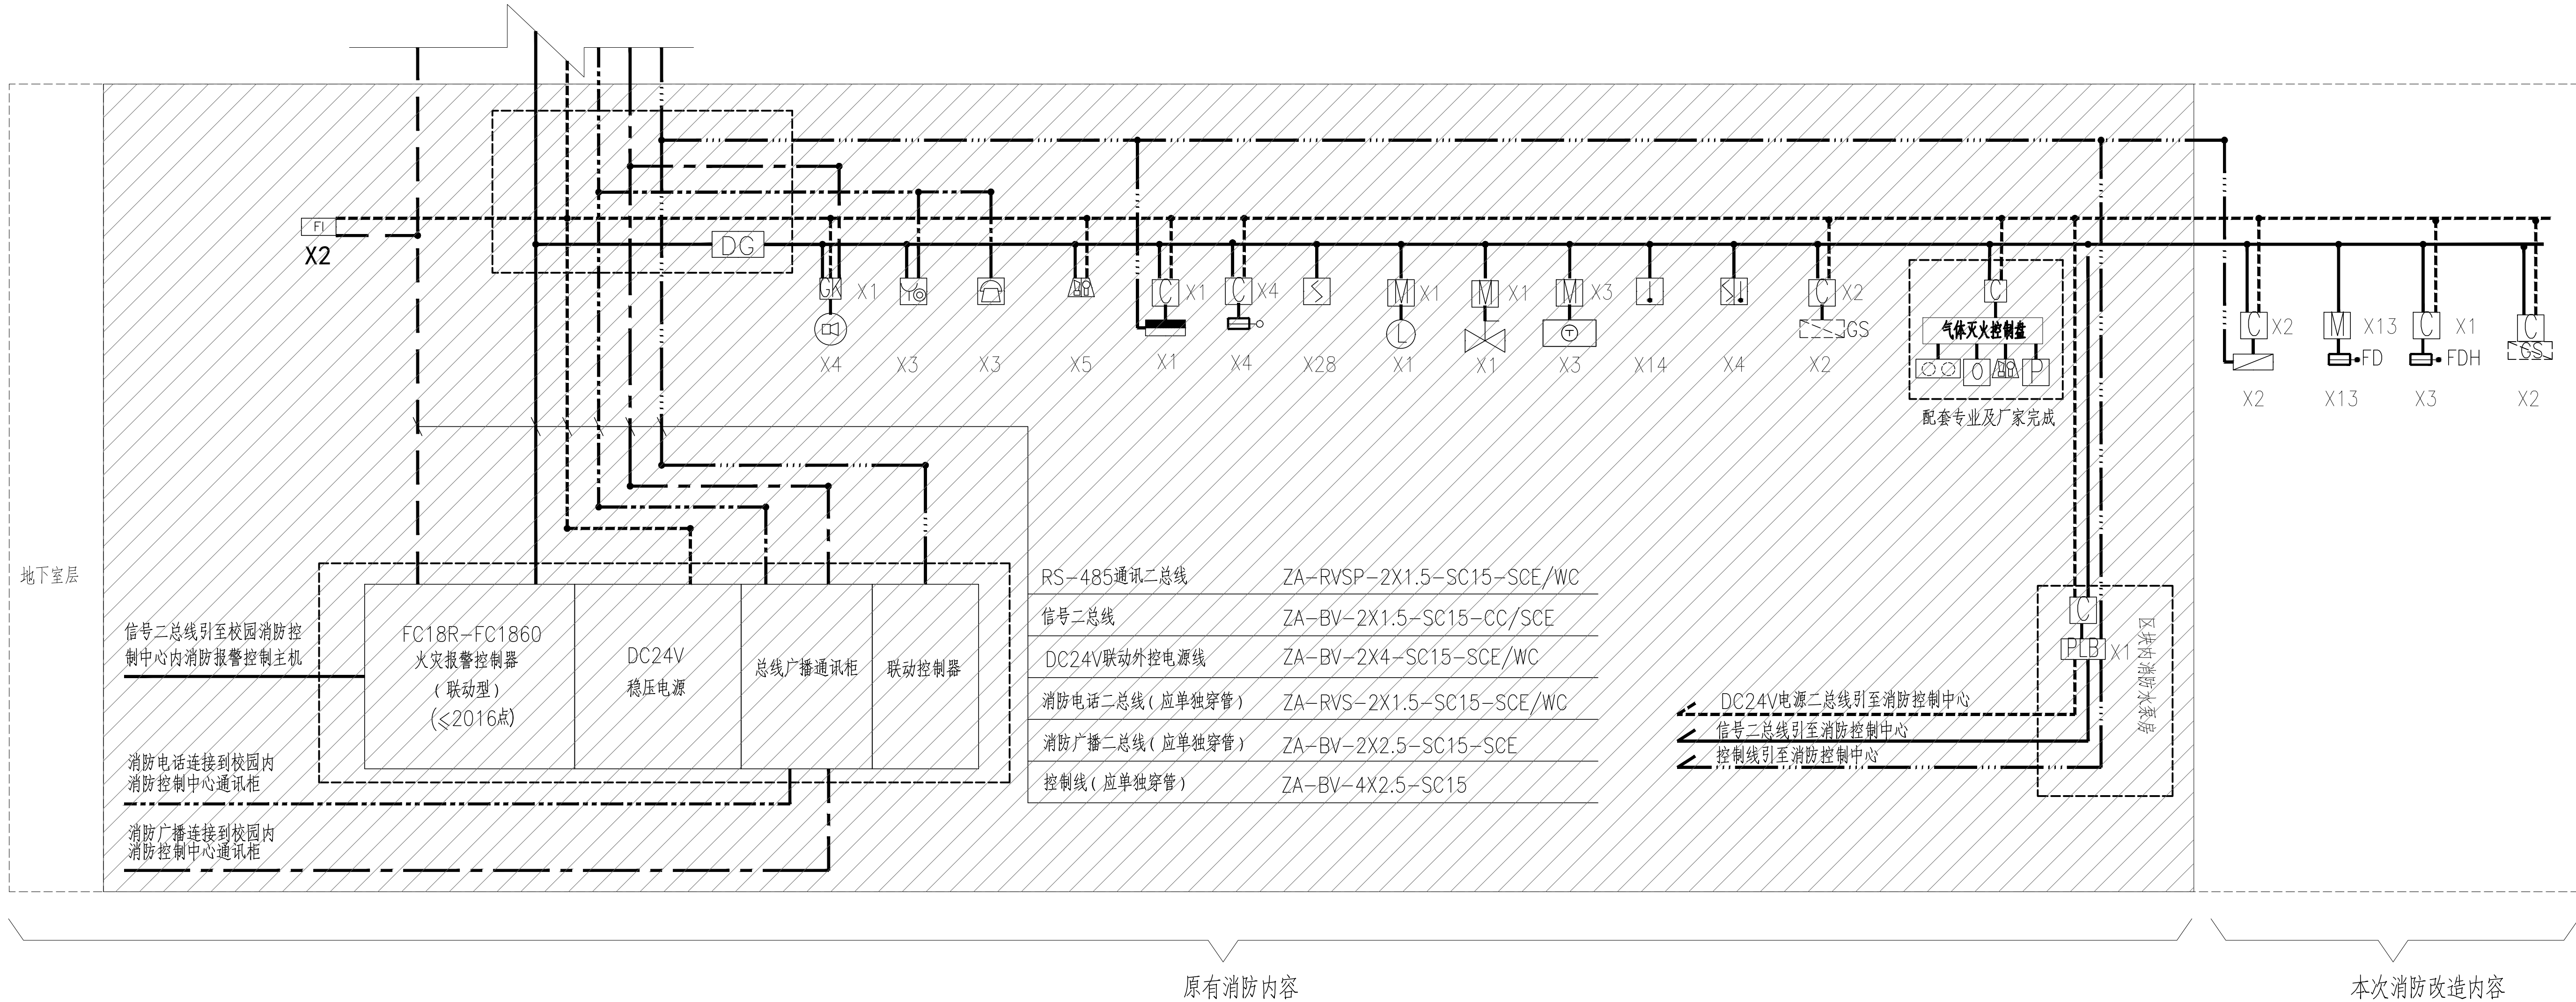 FI
X2
DG
GK X1
C X1
C X4
M X1
M X1
M X3
C X2
GS
C
L
T
X4
X3
X3
X5
X1
X4
X28
X1
X1
X3
X14
X4
X2
气体灭火控制盘
O
P
配套专业及厂家完成
C X2
M X13
C X1
C
FD
FDH
GS
X2
X13
X3
X2
地下室层
信号二总线引至校园消防控
制中心内消防报警控制主机
FC18R-FC1860
火灾报警控制器
(联动型)
(≤2016点)
DC24V
稳压电源
总线广播通讯柜
联动控制器
消防电话连接到校园内
消防控制中心通讯柜
消防广播连接到校园内
消防控制中心通讯柜
RS-485通讯二总线 ZA-RVSP-2X1.5-SC15-SCE/WC
信号二总线 ZA-BV-2X1.5-SC15-CC/SCE
DC24V联动外控电源线 ZA-BV-2X4-SC15-SCE/WC
消防电话二总线(应单独穿管) ZA-RVS-2X1.5-SC15-SCE/WC
消防广播二总线(应单独穿管) ZA-BV-2X2.5-SC15-SCE
控制线(应单独穿管) ZA-BV-4X2.5-SC15
C
PLB X1
区块内消防水泵房
DC24V电源二总线引至消防控制中心
信号二总线引至消防控制中心
控制线引至消防控制中心
原有消防内容
本次消防改造内容